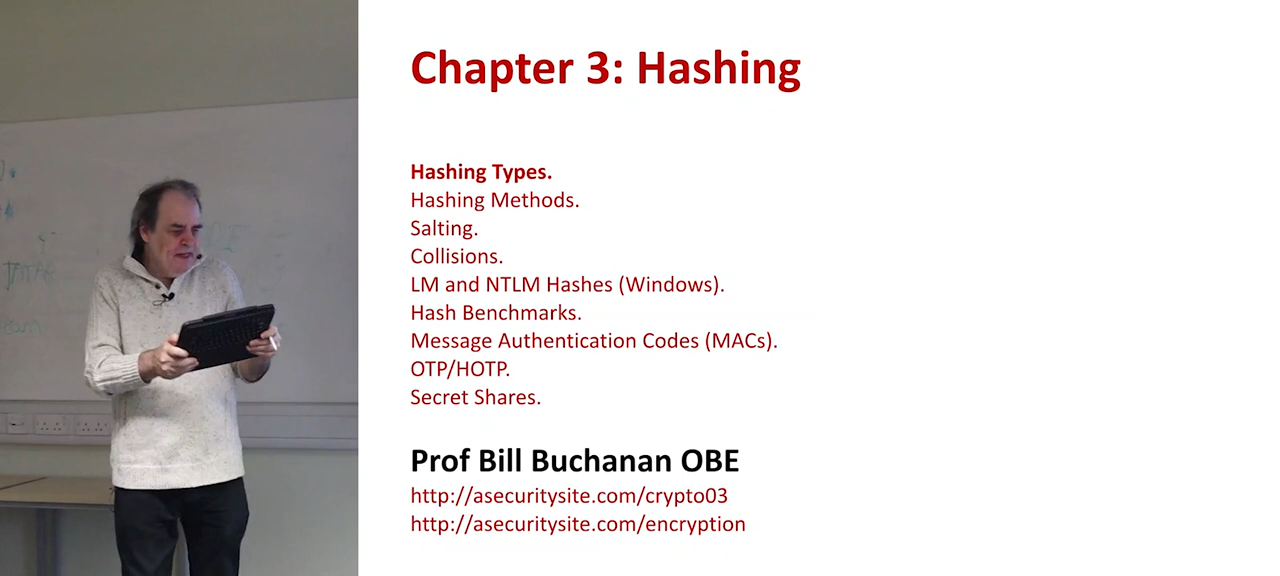 Chapter 3: Hashing
Hashing Types.
Hashing Methods.
Salting.
Collisions.
LM and NTLM Hashes (Windows).
Hash Benchmarks.
Message Authentication Codes (MACs).
OTP/HOTP.
Secret Shares.
Prof Bill Buchanan OBE
http://asecuritysite.com/crypto03
http://asecuritysite.com/encryption